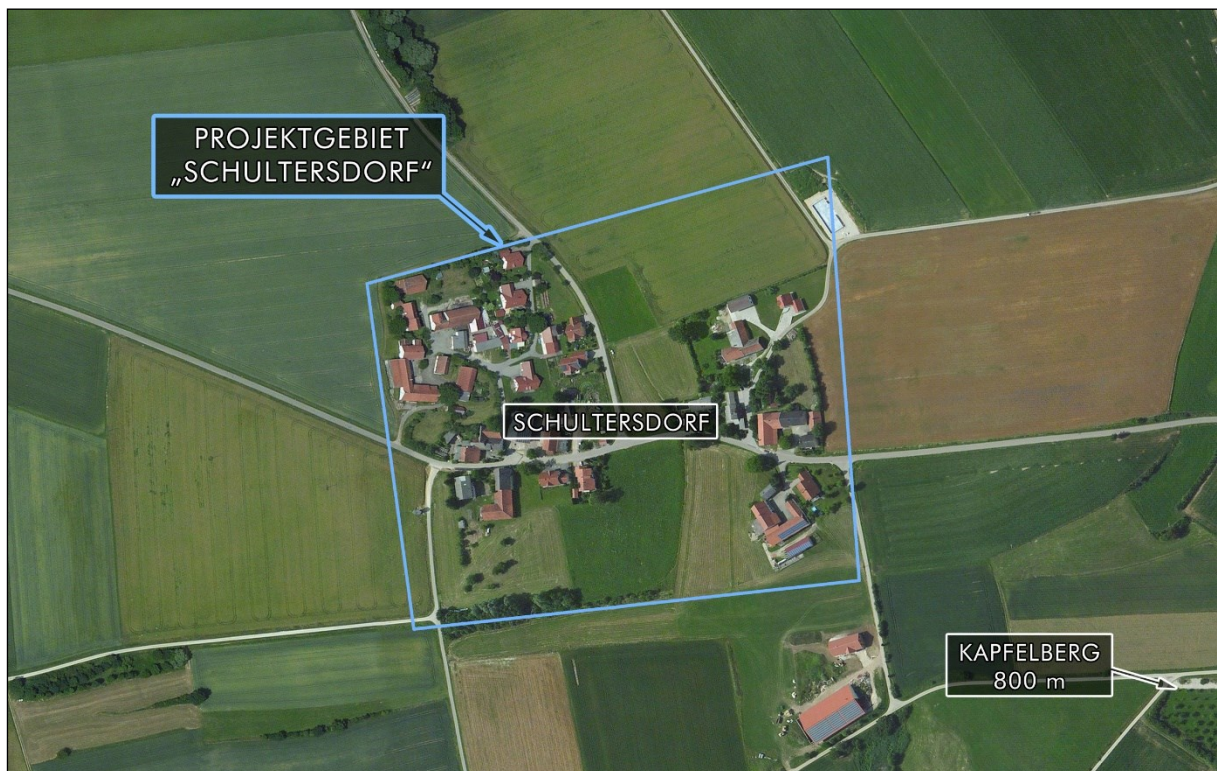 PROJEKTGEBIET
„SCHULTERSDORF“
SCHULTERSDORF
KAPFELBERG
800 m